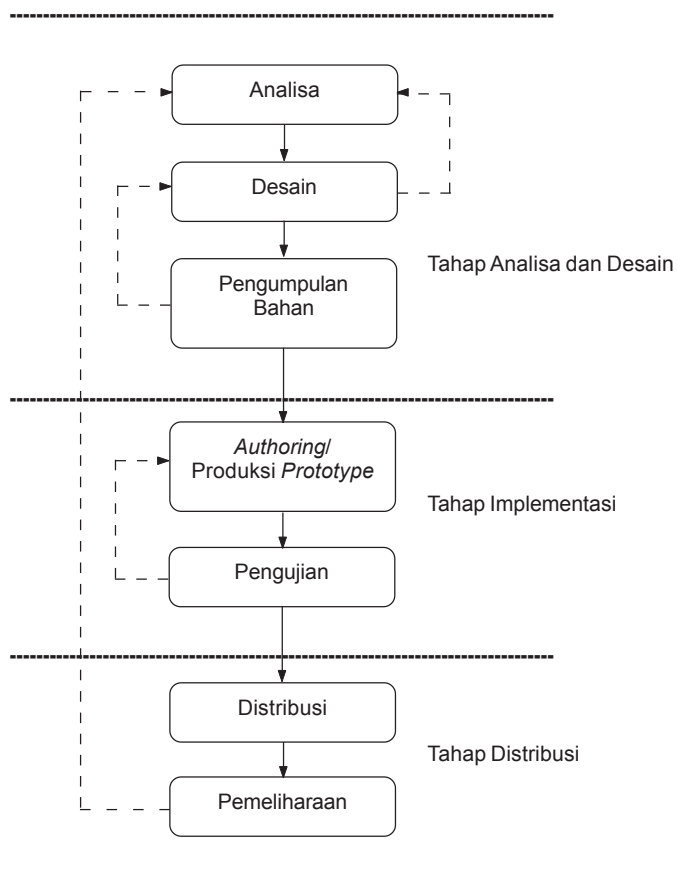 Analisa
Desain
Pengumpulan
Bahan
Tahap Analisa dan Desain
Authoring/
Produksi Prototype
Tahap Implementasi
Pengujian
Distribusi
Tahap Distribusi
Pemeliharaan